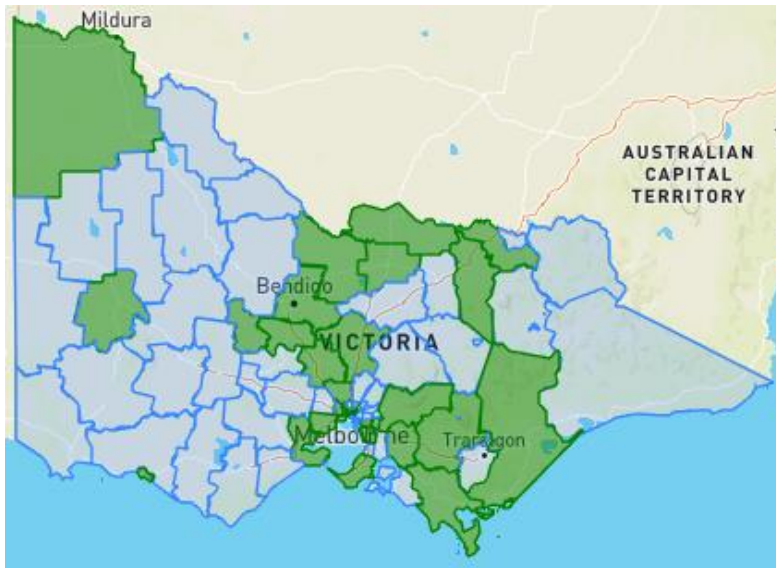 Mildura
AUSTRALIAN
CAPITAL
TERRITORY
Bendigo
VICTORIA
Melbourne
Traralgon